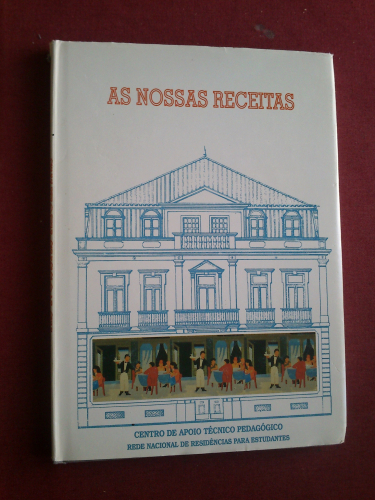 AS NOSSAS RECEITAS
CENTRO DE APOIO TÉCNICO PEDAGÓGICO
REDE NACIONAL DE RESIDÊNCIAS PARA ESTUDANTES